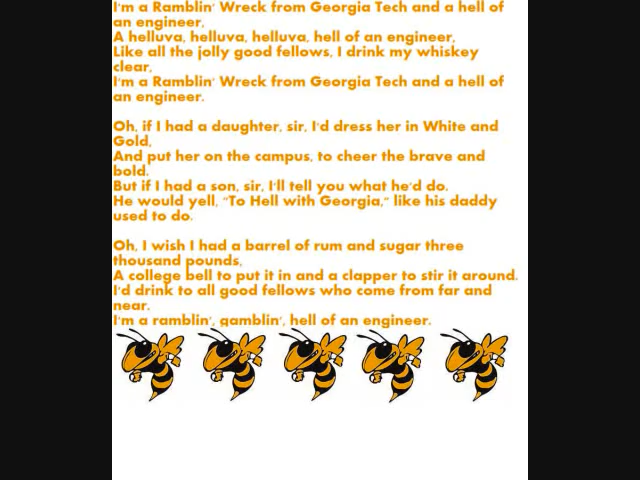 I'm a Ramblin' Wreck from Georgia Tech and a hell of
an engineer,
A helluva, helluva, helluva, hell of an engineer,
Like all the jolly good fellows, I drink my whiskey
clear,
I'm a Ramblin' Wreck from Georgia Tech and a hell of
an engineer.
Oh, if I had a daughter, sir, I'd dress her in White and
Gold,
And put her on the campus, to cheer the brave and
bold.
But if I had a son, sir, I'll tell you what he'd do.
He would yell, "To Hell with Georgia," like his daddy
used to do.
Oh, I wish I had a barrel of rum and sugar three
thousand pounds,
A college bell to put it in and a clapper to stir it around.
I'd drink to all good fellows who come from far and
near.
I'm a ramblin', gamblin', hell of an engineer.